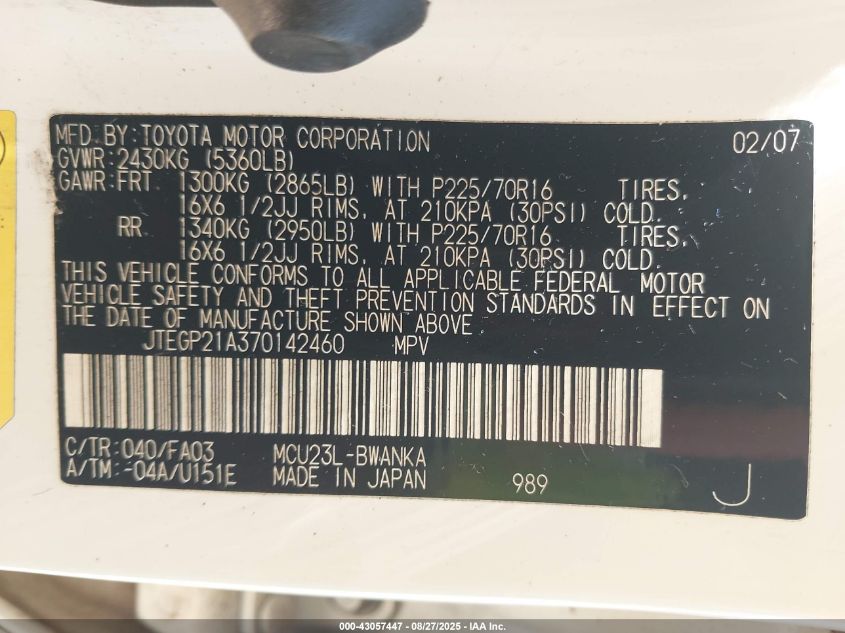 MFD.BY:TOYOTA MOTOR CORPORATION 02/07
GVWR:2430KG (5360LB)
GAWR:FRT. 1300KG (2865LB) WITH P225/70R16 TIRES,
16X6 1/2JJ RIMS, AT 210KPA (30PSI) COLD.
RR 1340KG (2950LB) WITH P225/70R16 TIRES,
16X6 1/2JJ RIMS, AT 210KPA (30PSI) COLD.
THIS VEHICLE CONFORMS TO ALL APPLICABLE FEDERAL MOTOR
VEHICLE SAFETY AND THEFT PREVENTION STANDARDS IN EFFECT ON
THE DATE OF MANUFACTURE SHOWN ABOVE.
JTEGP21A370142460 MPV
C/TR:040/FA03 MCU23L-BWANKA
A/TM:-04A/U151E MADE IN JAPAN 989 J
000-43057447 - 08/27/2025 - IAA Inc.